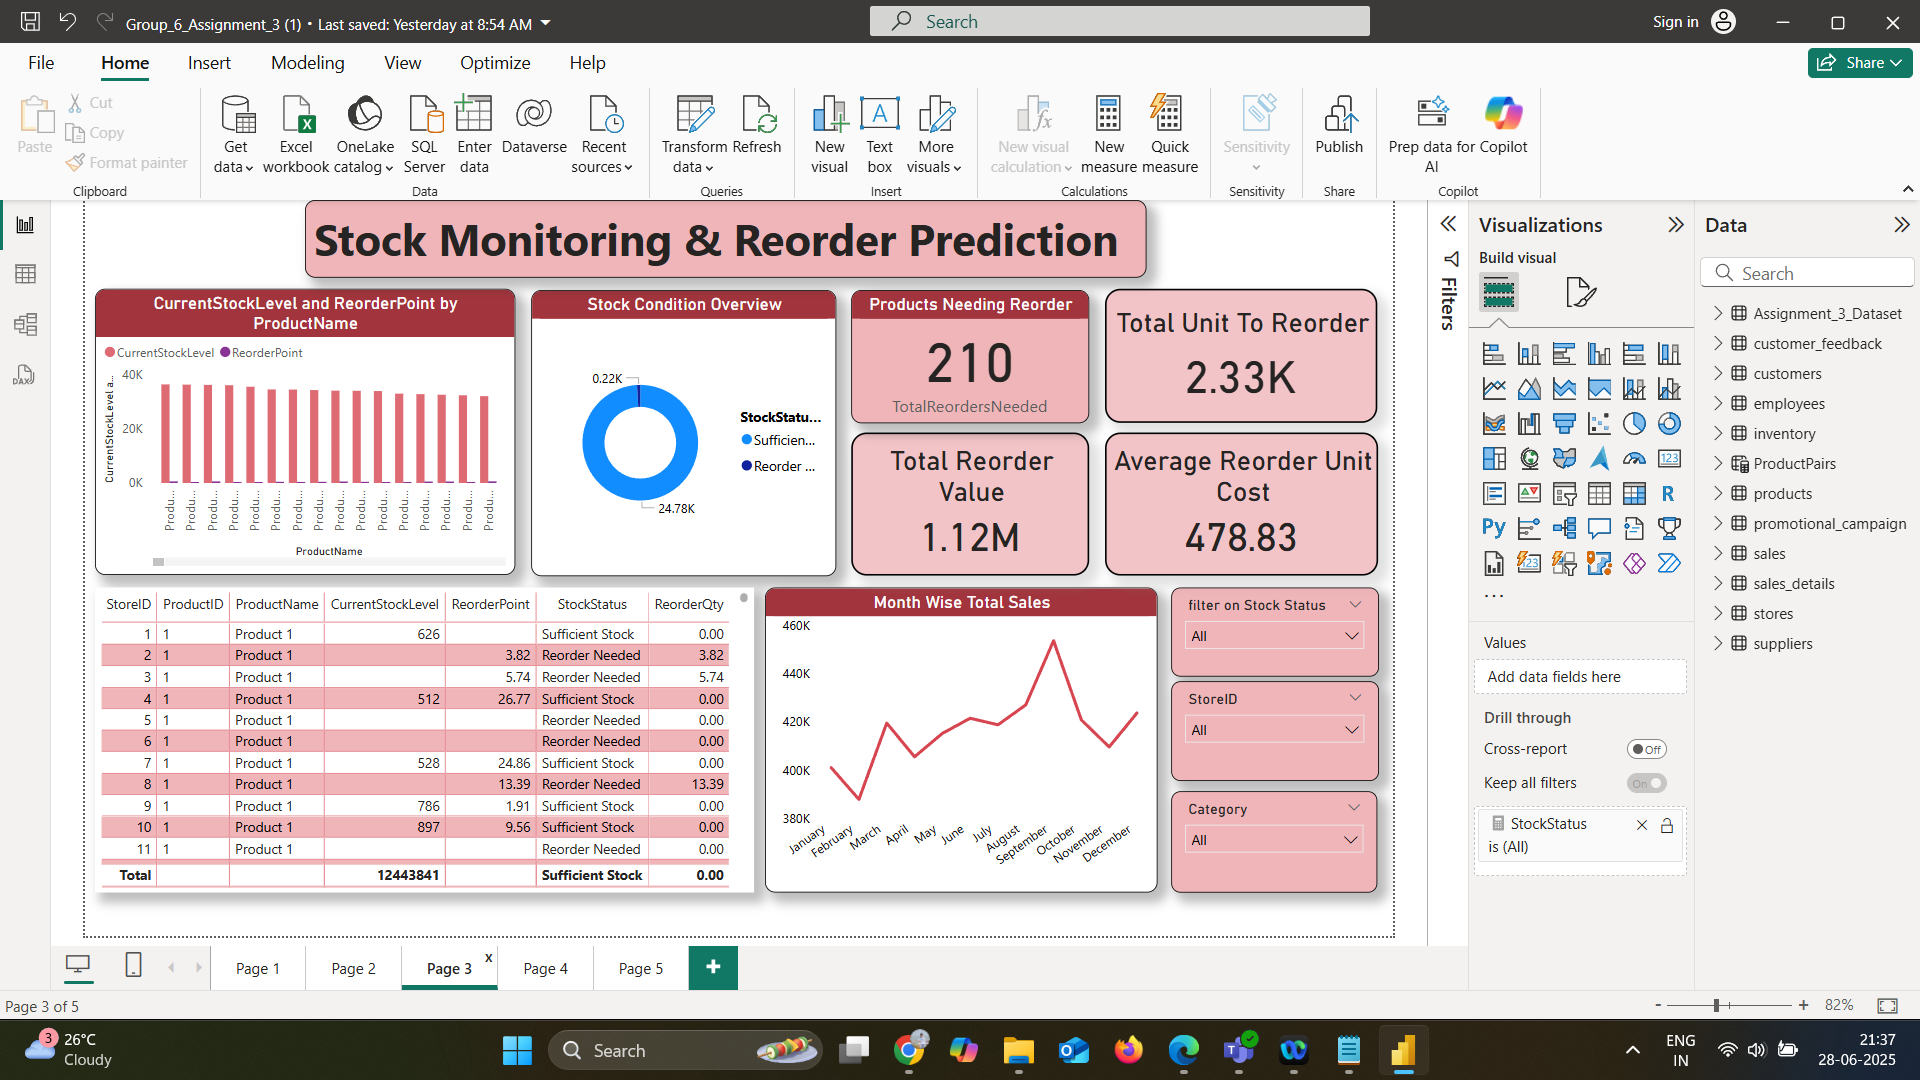 Group_6_Assignment_3 (1) • Last saved: Yesterday at 8:54 AM
Search
Sign in
File Home Insert Modeling View Optimize Help
Share
Paste
Cut
Copy
Format painter
Clipboard
Get data
Excel workbook
OneLake catalog
SQL Server
Enter data
Dataverse
Recent sources
Data
Transform data
Refresh
Queries
New visual
Text box
More visuals
Insert
New visual calculation
New measure
Quick measure
Calculations
Sensitivity
Sensitivity
Publish
Share
Prep data for AI
Copilot
Copilot
Stock Monitoring & Reorder Prediction
CurrentStockLevel and ReorderPoint by
ProductName
CurrentStockLevel ReorderPoint
CurrentStockLevel a...
40K
20K
0K
Produ... Produ... Produ... Produ... Produ... Produ... Produ... Produ... Produ... Produ... Produ... Produ... Produ... Produ... Produ... Produ...
ProductName
Stock Condition Overview
0.22K
24.78K
StockStatu...
Sufficien...
Reorder ...
Products Needing Reorder
210
TotalReordersNeeded
Total Unit To Reorder
2.33K
Total Reorder
Value
1.12M
Average Reorder Unit
Cost
478.83
StoreID ProductID ProductName CurrentStockLevel ReorderPoint StockStatus ReorderQty
1 1 Product 1 626 Sufficient Stock 0.00
2 1 Product 1 3.82 Reorder Needed 3.82
3 1 Product 1 5.74 Reorder Needed 5.74
4 1 Product 1 512 26.77 Sufficient Stock 0.00
5 1 Product 1 Reorder Needed 0.00
6 1 Product 1 Reorder Needed 0.00
7 1 Product 1 528 24.86 Sufficient Stock 0.00
8 1 Product 1 13.39 Reorder Needed 13.39
9 1 Product 1 786 1.91 Sufficient Stock 0.00
10 1 Product 1 897 9.56 Sufficient Stock 0.00
11 1 Product 1 Reorder Needed 0.00
Total 12443841 Sufficient Stock 0.00
Month Wise Total Sales
460K
440K
420K
400K
380K
January February March April May June July August September October November December
filter on Stock Status
All
StoreID
All
Category
All
Filters
Visualizations
Build visual
123
R
Py
123
...
Values
Add data fields here
Drill through
Cross-report
Off
Keep all filters
On
StockStatus
is (All)
Data
Search
Assignment_3_Dataset
customer_feedback
customers
employees
inventory
ProductPairs
products
promotional_campaign
sales
sales_details
stores
suppliers
DAX
Page 1 Page 2 Page 3 x Page 4 Page 5 +
Page 3 of 5
- + 82%
3
26°C
Cloudy
Search
ENG
IN
21:37
28-06-2025